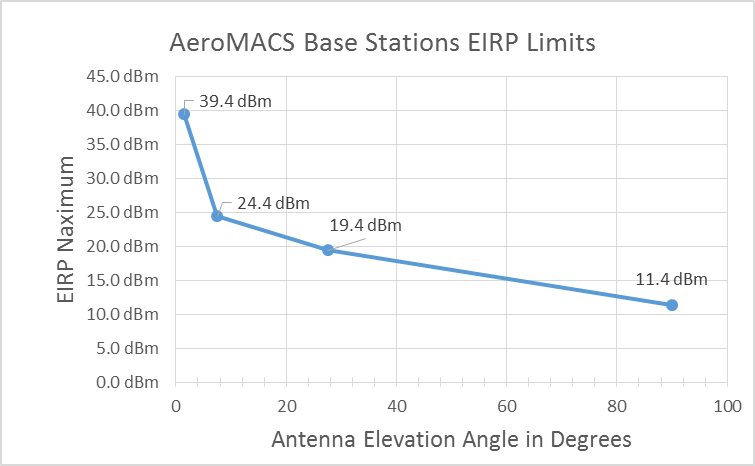 AeroMACS Base Stations EIRP Limits
45.0 dBm
40.0 dBm
35.0 dBm
30.0 dBm
25.0 dBm
20.0 dBm
15.0 dBm
10.0 dBm
5.0 dBm
0.0 dBm
EIRP Naximum
39.4 dBm
24.4 dBm
19.4 dBm
11.4 dBm
0 20 40 60 80 100
Antenna Elevation Angle in Degrees